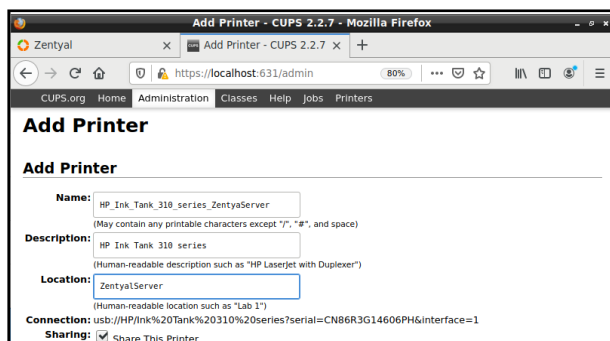 Add Printer - CUPS 2.2.7 - Mozilla Firefox
Zentyal
Add Printer - CUPS 2.2.7
https://localhost:631/admin 80%
CUPS.org Home Administration Classes Help Jobs Printers
Add Printer
Add Printer
Name: HP_Ink_Tank_310_series_ZentyaServer
(May contain any printable characters except "/", "#", and space)
Description: HP Ink Tank 310 series
(Human-readable description such as "HP LaserJet with Duplexer")
Location: ZentyalServer
(Human-readable location such as "Lab 1")
Connection: usb://HP/Ink%20Tank%20310%20series?serial=CN86R3G14606PH&interface=1
Sharing: Share This Printer